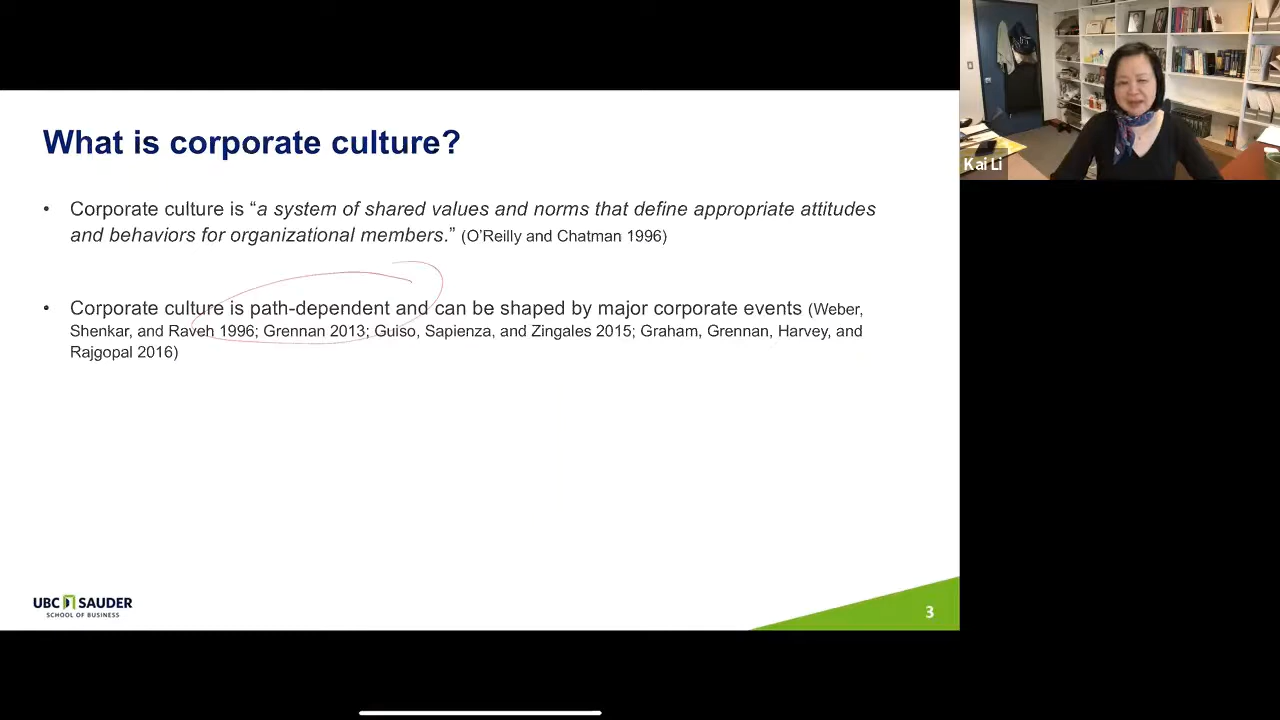 What is corporate culture?
• Corporate culture is “a system of shared values and norms that define appropriate attitudes
and behaviors for organizational members.” (O’Reilly and Chatman 1996)
• Corporate culture is path-dependent and can be shaped by major corporate events (Weber,
Shenkar, and Raveh 1996; Grennan 2013; Guiso, Sapienza, and Zingales 2015; Graham, Grennan, Harvey, and
Rajgopal 2016)
UBC SAUDER
SCHOOL OF BUSINESS
3
Kai Li